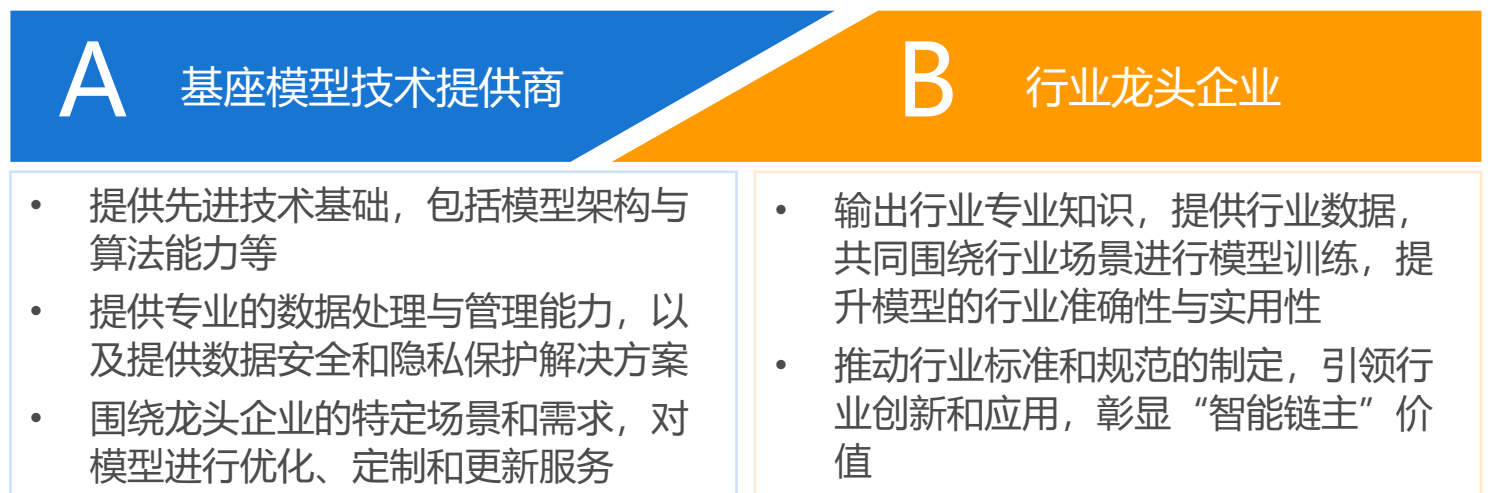 A 基座模型技术提供商
• 提供先进技术基础，包括模型架构与
算法能力等
• 提供专业的数据处理与管理能力，以
及提供数据安全和隐私保护解决方案
• 围绕龙头企业的特定场景和需求，对
模型进行优化、定制和更新服务
B 行业龙头企业
• 输出行业专业知识，提供行业数据，
共同围绕行业场景进行模型训练，提
升模型的行业准确性与实用性
• 推动行业标准和规范的制定，引领行
业创新和应用，彰显“智能链主”价
值